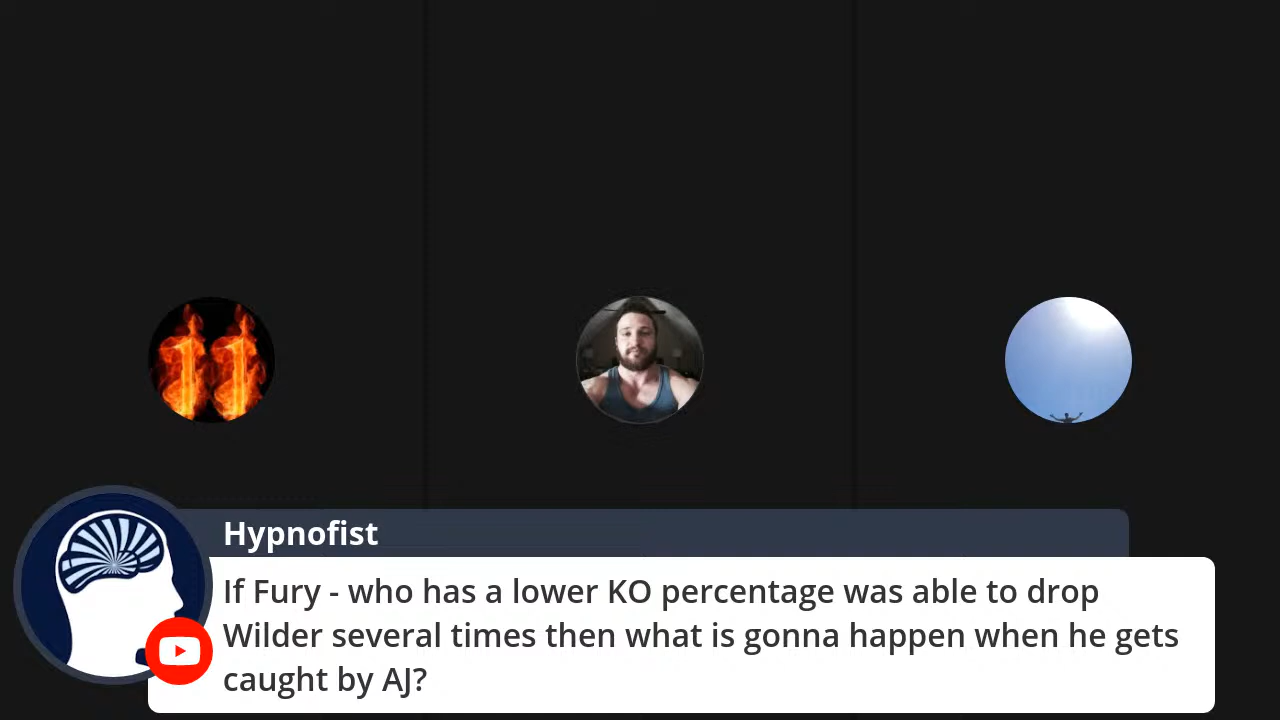 Hypnofist
If Fury - who has a lower KO percentage was able to drop
Wilder several times then what is gonna happen when he gets
caught by AJ?